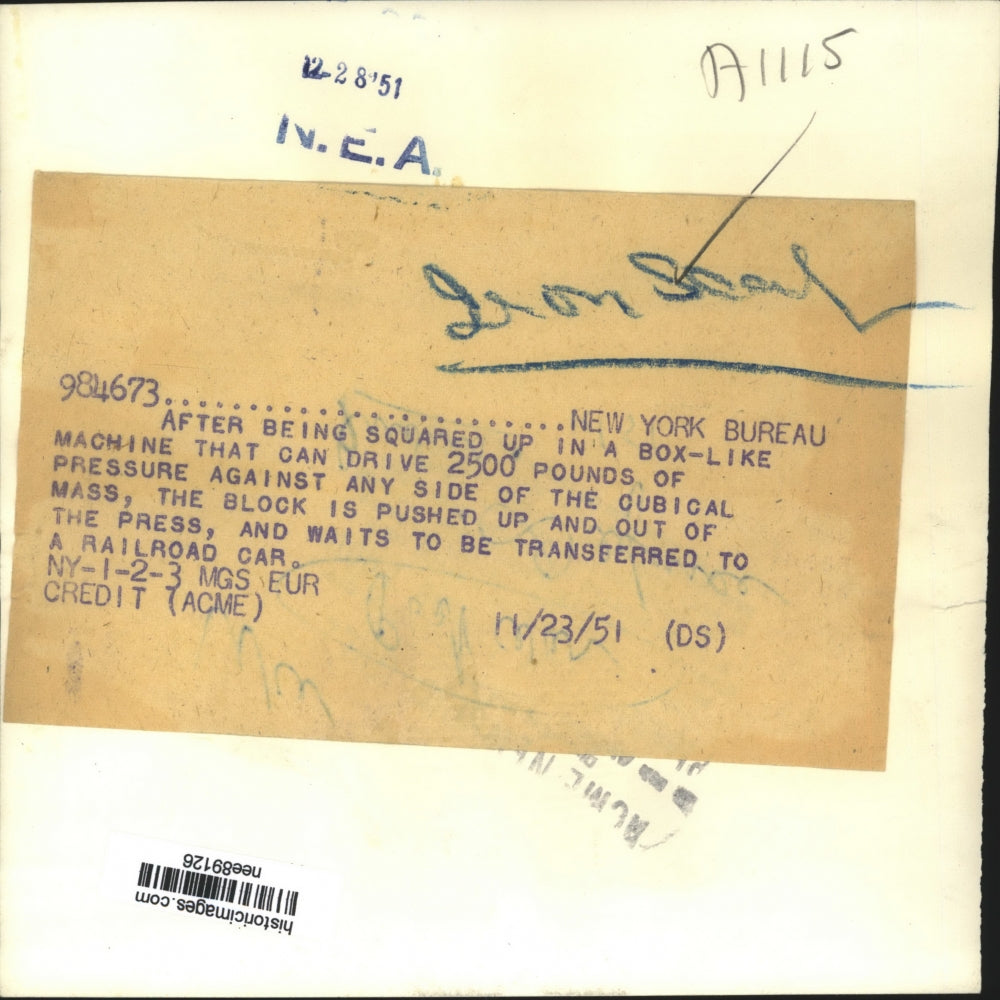 12-28-51
A1115
N.E.A.
984673........................NEW YORK BUREAU
AFTER BEING SQUARED UP IN A BOX-LIKE
MACHINE THAT CAN DRIVE 2500 POUNDS OF
PRESSURE AGAINST ANY SIDE OF THE CUBICAL
MASS, THE BLOCK IS PUSHED UP AND OUT OF
THE PRESS, AND WAITS TO BE TRANSFERRED TO
A RAILROAD CAR.
NY-1-2-3 MGS EUR
CREDIT (ACME)
11/23/51 (DS)
ACME
historicimages.com
nee89126